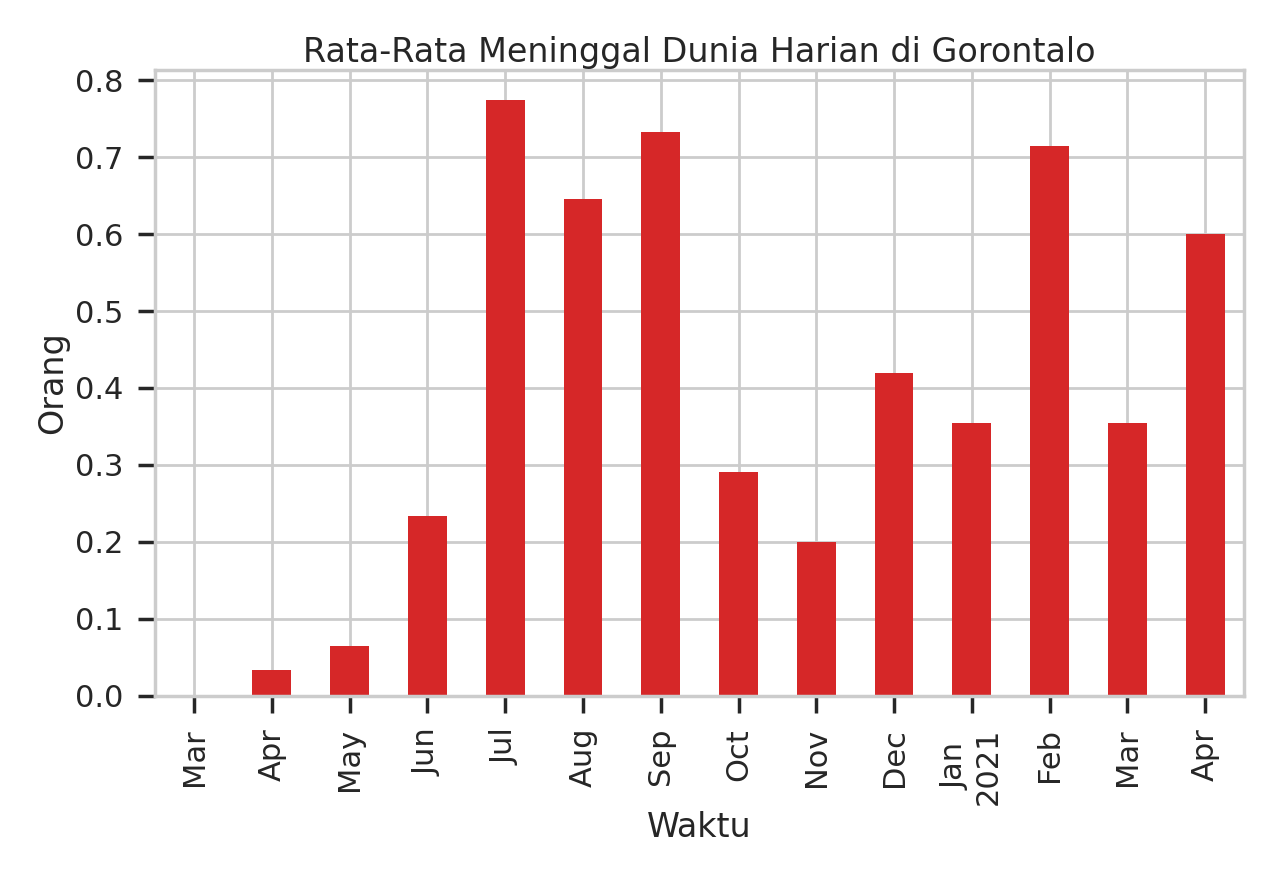 Rata-Rata Meninggal Dunia Harian di Gorontalo
0.8
0.7
0.6
0.5
0.4
0.3
0.2
0.1
0.0
Orang
Mar
Apr
May
Jun
Jul
Aug
Sep
Oct
Nov
Dec
Jan
2021
Feb
Mar
Apr
Waktu